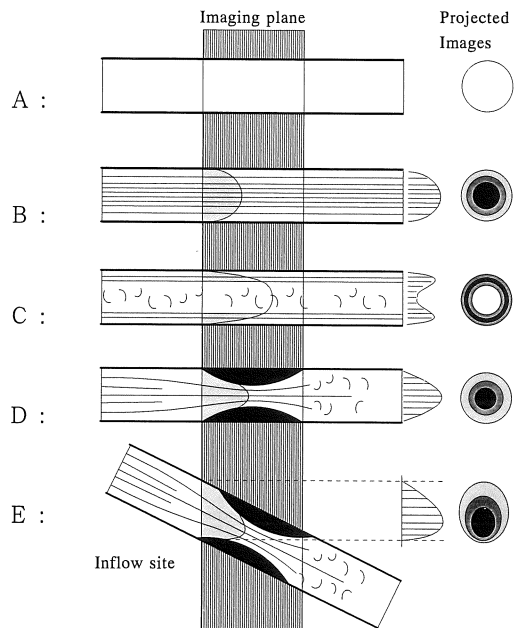 Imaging plane
Projected
Images
A :
B :
C :
D :
E :
Inflow site